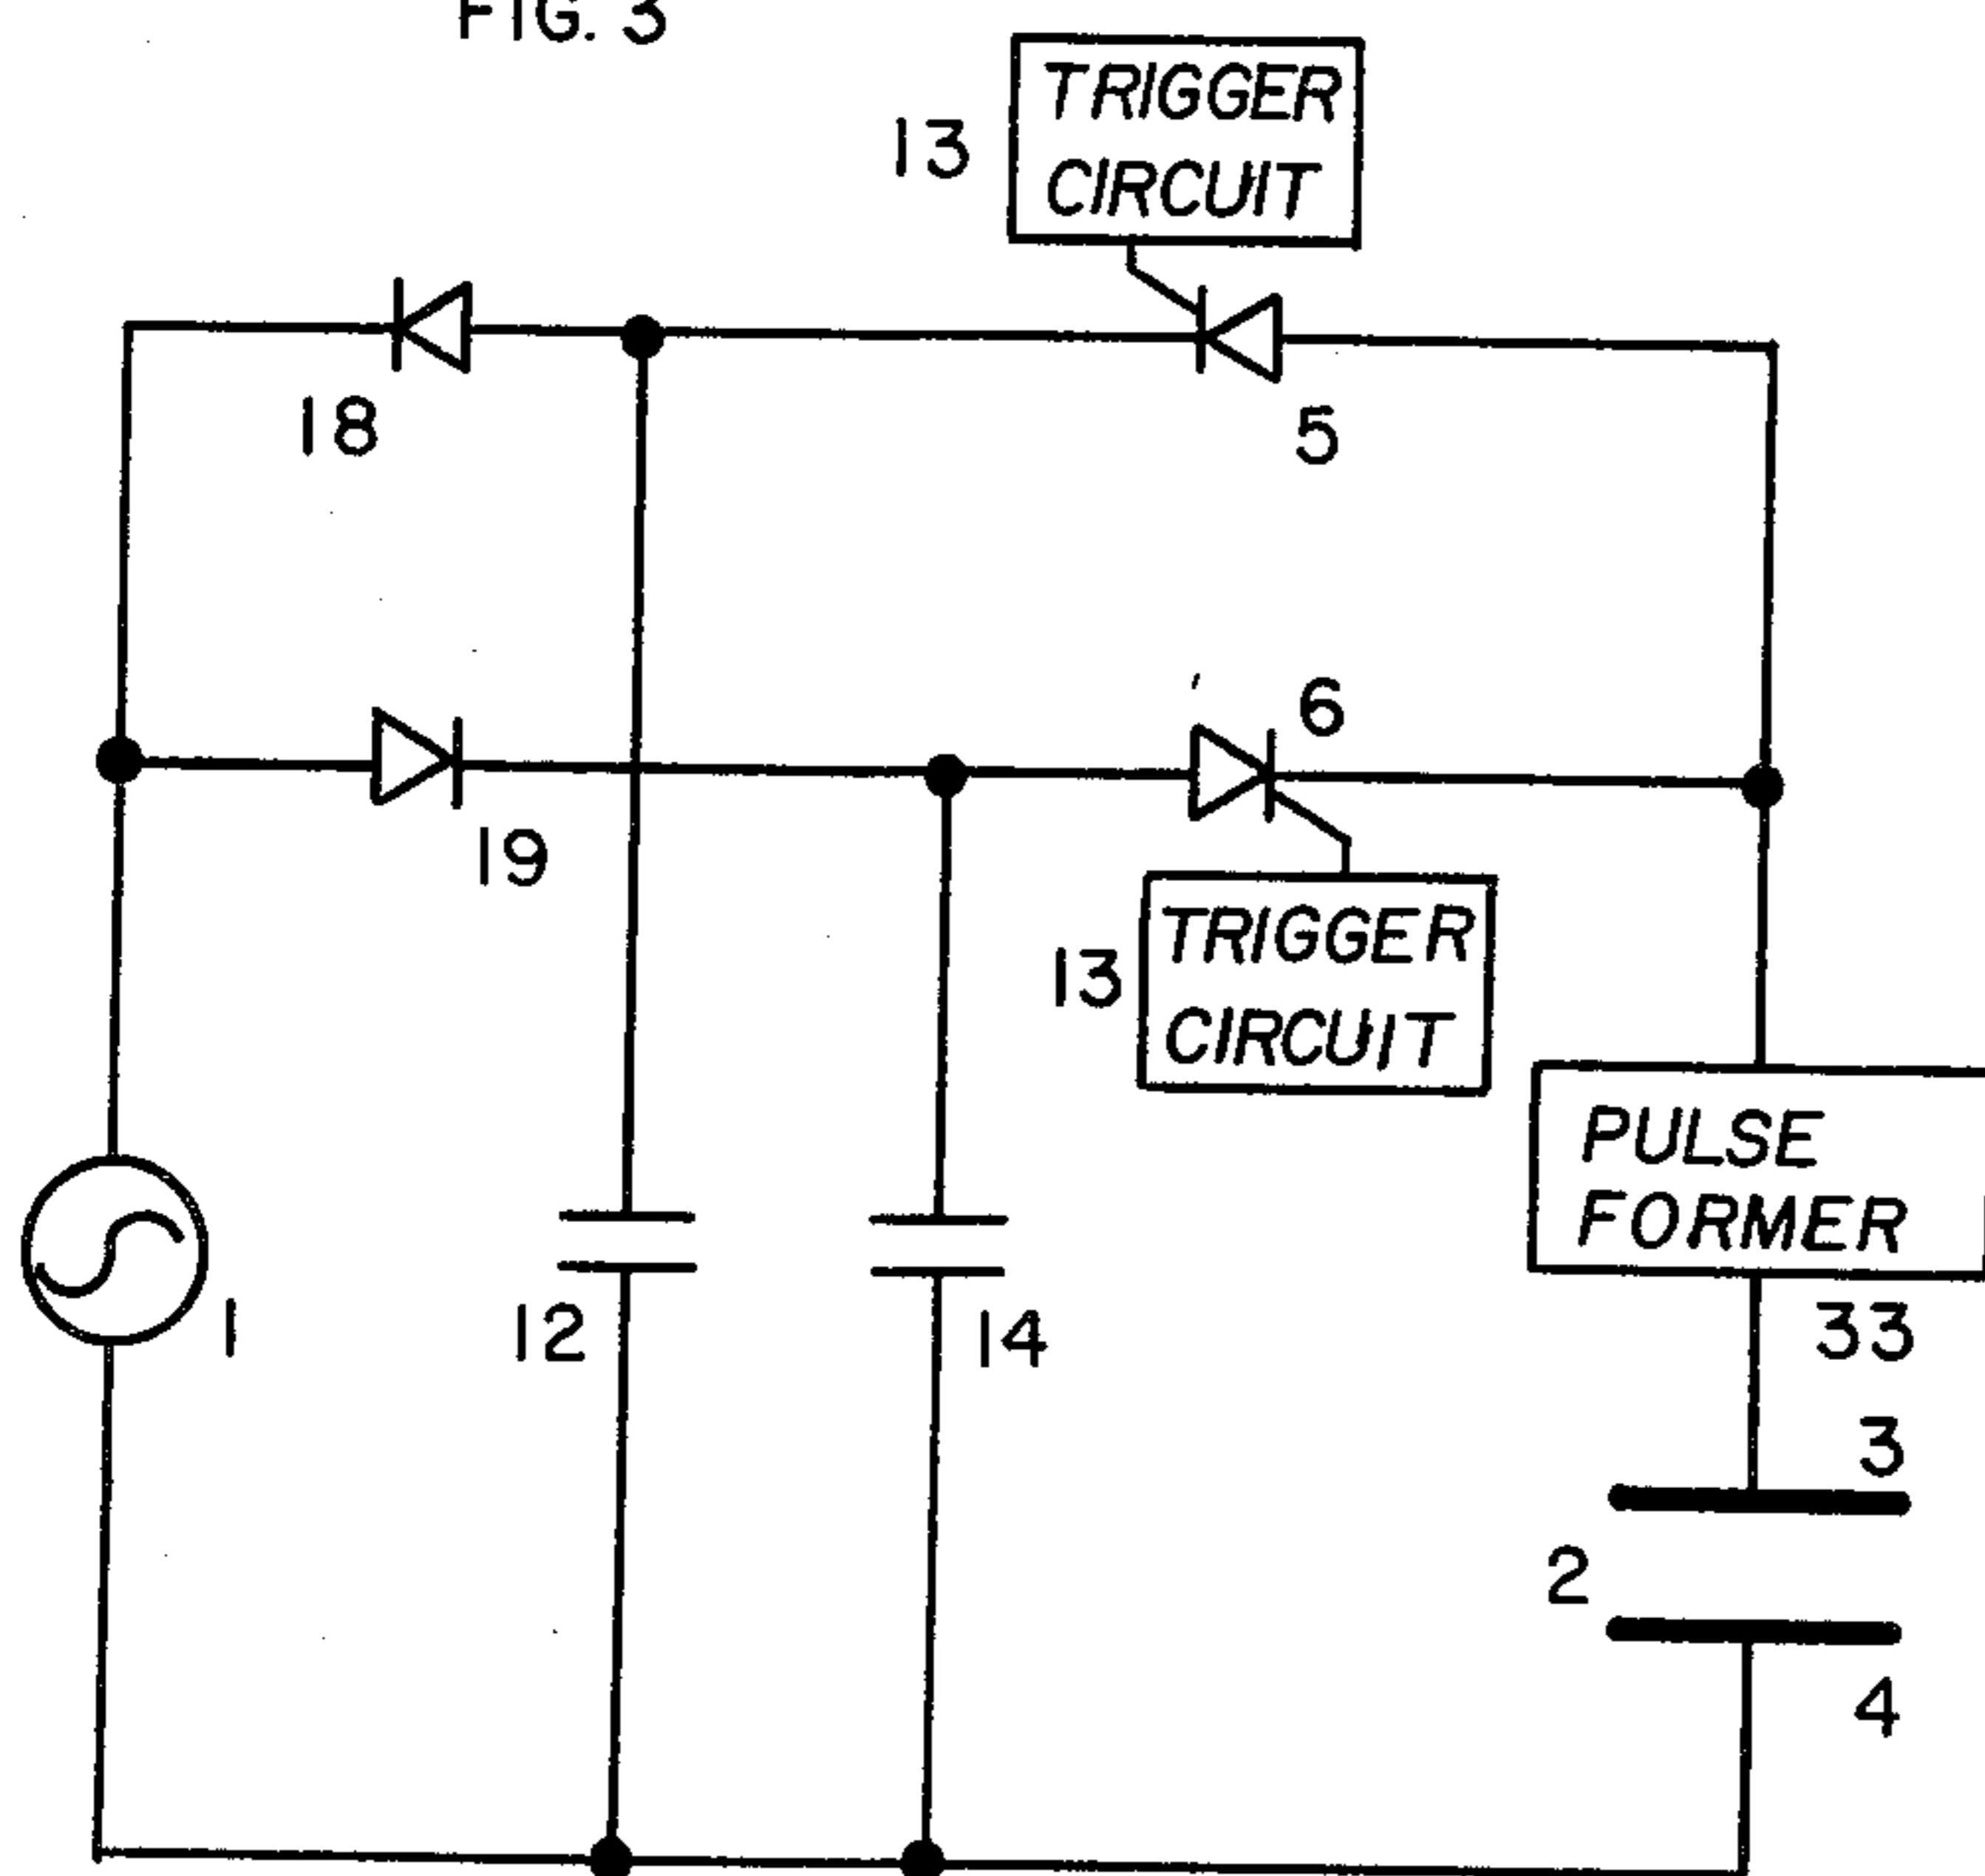 FIG. 3
TRIGGER
CIRCUIT
13
18
5
6
19
13
TRIGGER
CIRCUIT
PULSE
FORMER
1
12
14
33
3
2
4